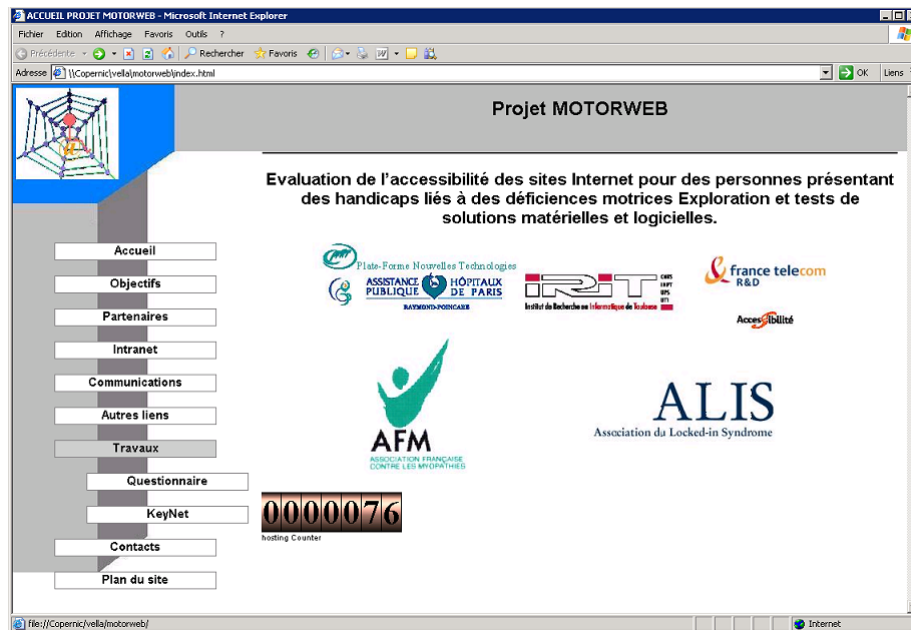 ACCUEIL PROJET MOTORWEB - Microsoft Internet Explorer
Fichier Edition Affichage Favoris Outils ?
Précédente Rechercher Favoris
Adresse \\Copernic\vella\motorweb\index.html OK Liens
Projet MOTORWEB
Evaluation de l'accessibilité des sites Internet pour des personnes présentant
des handicaps liés à des déficiences motrices Exploration et tests de
solutions matérielles et logicielles.
Accueil
Objectifs
Partenaires
Intranet
Communications
Autres liens
Travaux
Questionnaire
KeyNet
Contacts
Plan du site
Plate-Forme Nouvelles Technologies
ASSISTANCE HÔPITAUX
PUBLIQUE DE PARIS
RAYMOND-POINCARE
IRIT
CNRS
INPT
UPS
UT1
Institut de Recherche en Informatique de Toulouse
france telecom
R&D
Accessibilité
AFM
ASSOCIATION FRANÇAISE
CONTRE LES MYOPATHIES
ALIS
Association du Locked-in Syndrome
0000076
hosting Counter
file://Copernic/vella/motorweb/ Internet